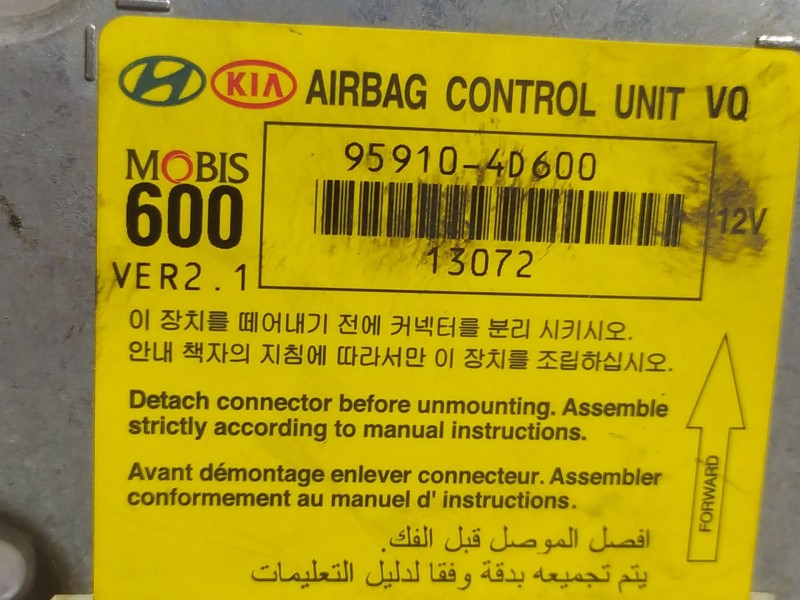 KIA AIRBAG CONTROL UNIT VQ
MOBIS
600
VER2.1
95910-4D600
13072
12V
이 장치를 떼어내기 전에 커넥터를 분리 시키시오.
안내 책자의 지침에 따라서만 이 장치를 조립하십시오.
Detach connector before unmounting. Assemble
strictly according to manual instructions.
Avant démontage enlever connecteur. Assembler
conformement au manuel d' instructions.
افصل الموصل قبل الفك.
يتم تجميعه بدقة وفقا لدليل التعليمات
FORWARD